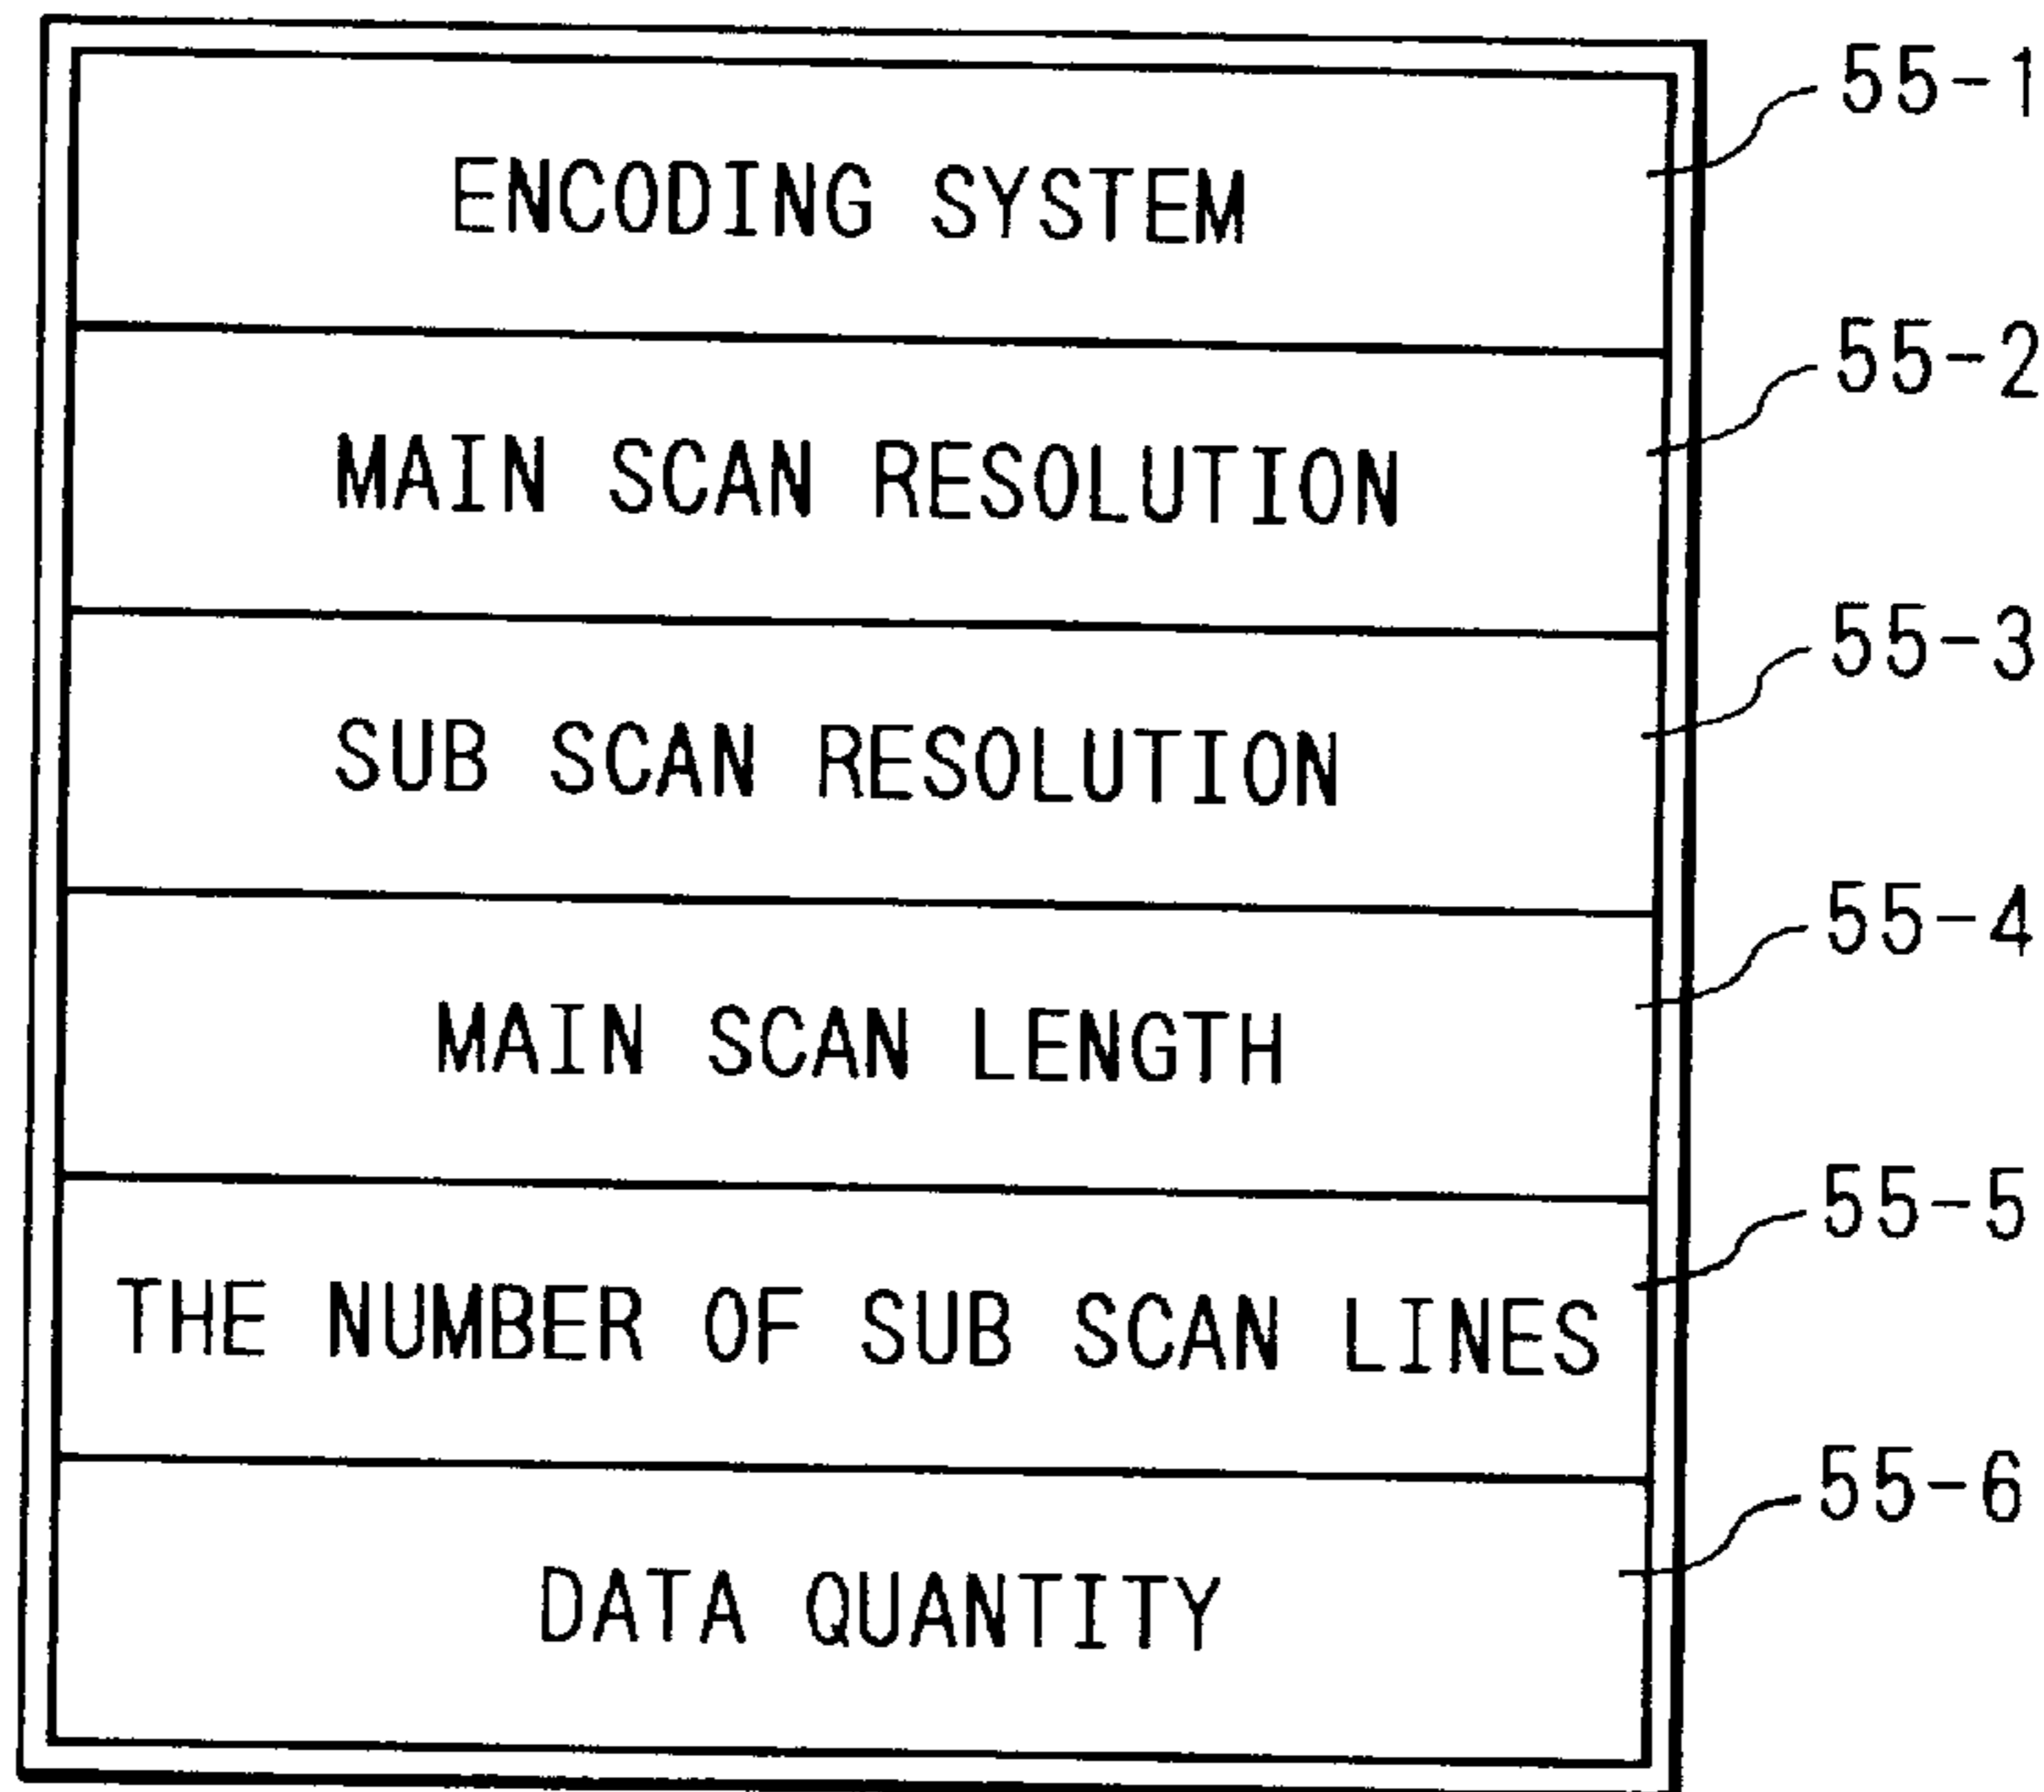 ENCODING SYSTEM 55-1
MAIN SCAN RESOLUTION 55-2
SUB SCAN RESOLUTION 55-3
MAIN SCAN LENGTH 55-4
THE NUMBER OF SUB SCAN LINES 55-5
DATA QUANTITY 55-6